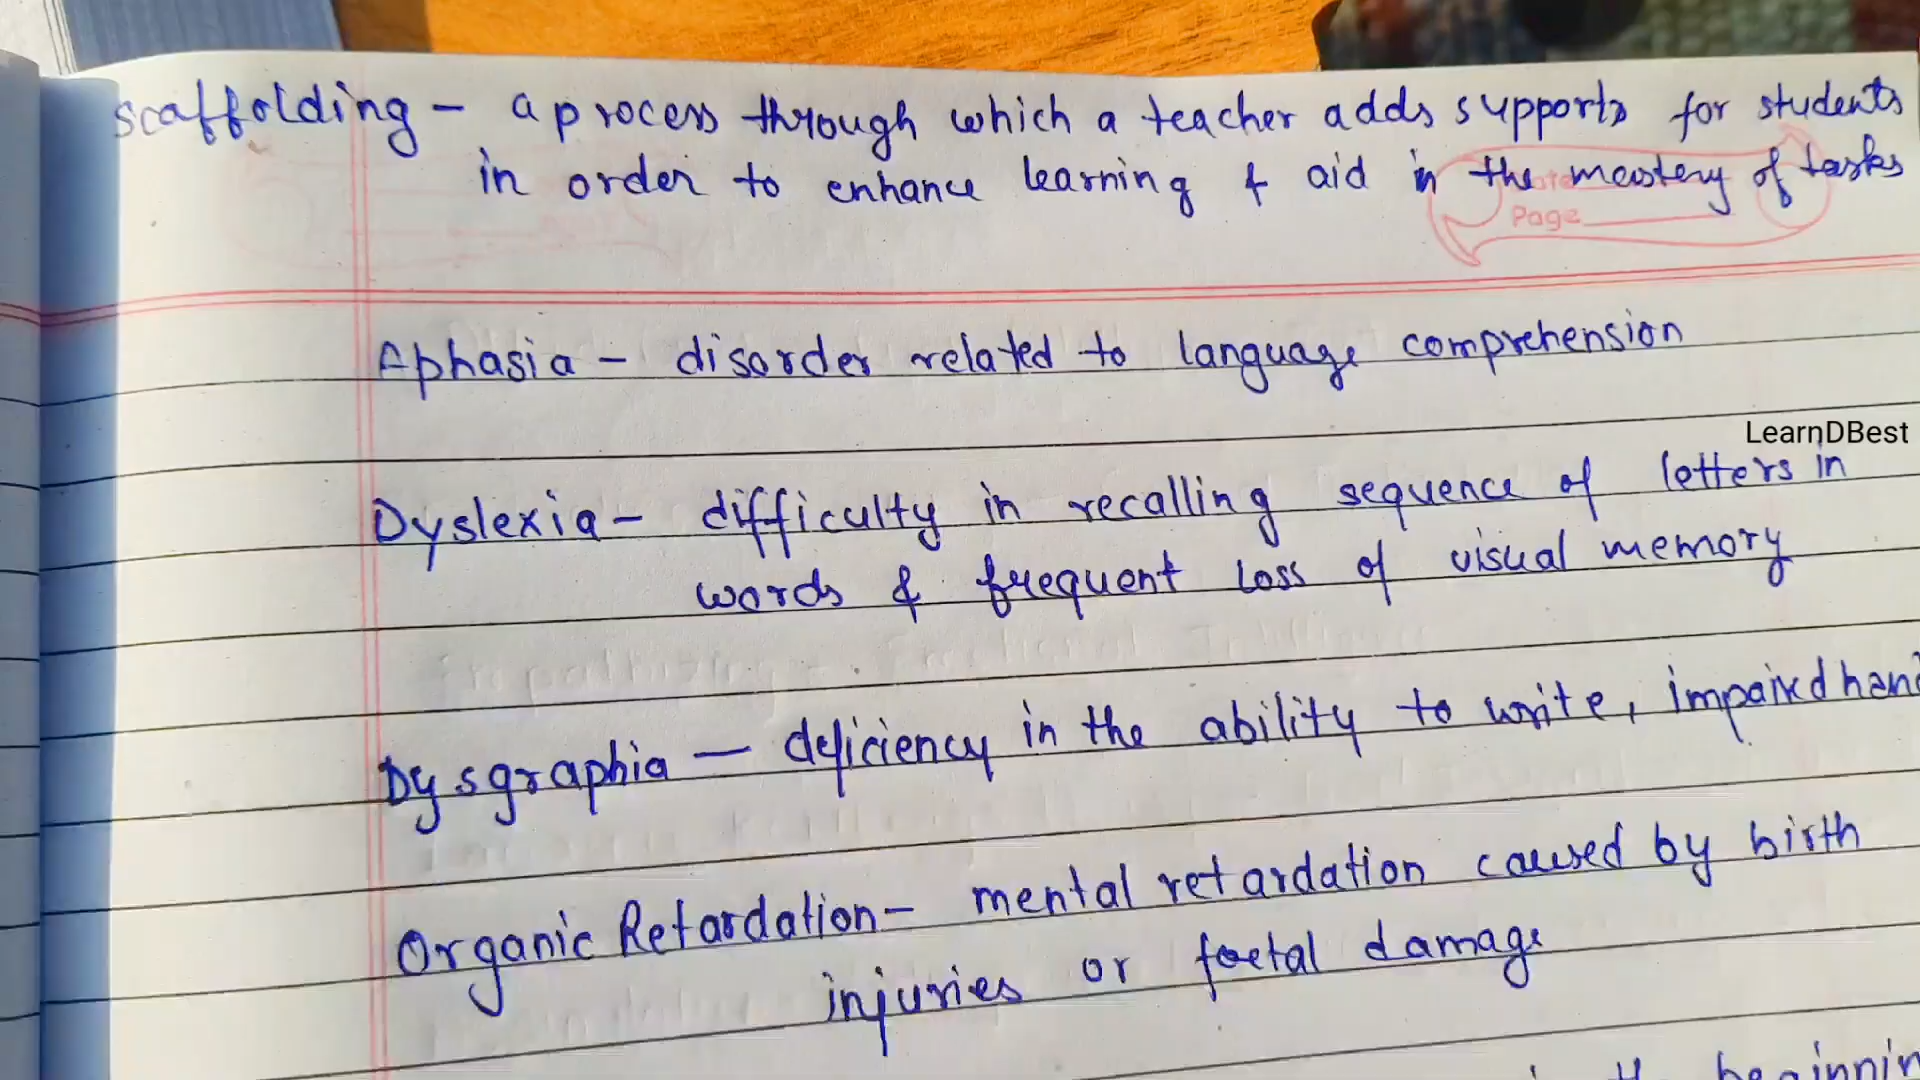 scaffolding - a process through which a teacher adds supports for students
in order to enhance learning & aid in the mastery of tasks
Page
Aphasia - disorder related to language comprehension
LearnDBest
Dyslexia - difficulty in recalling sequence of letters in
words & frequent loss of visual memory
Dysgraphia - deficiency in the ability to write, impaired hand
Organic Retardation - mental retardation caused by birth
injuries or foetal damage
beginnin